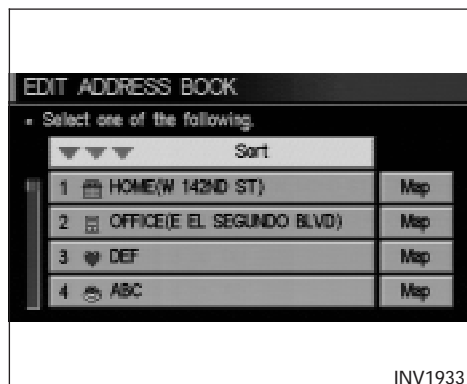 EDIT ADDRESS BOOK
Select one of the following.
Sort
1 HOME(W 142ND ST) Map
2 OFFICE(E EL SEGUNDO BLVD) Map
3 DEF Map
4 ABC Map
INV1933